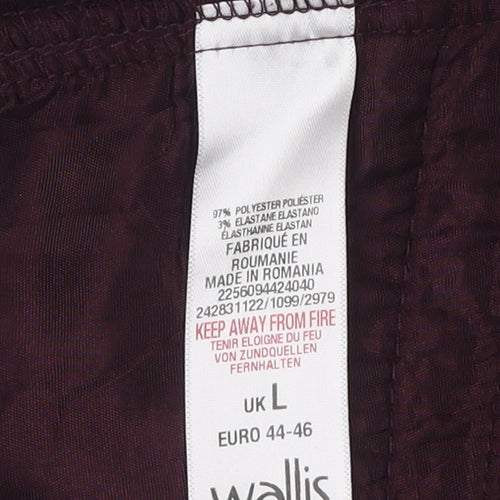 97% POLYESTER POLIÉSTER
3% ELASTANE ELASTANO
ÉLASTHANNE ELASTAN
FABRIQUÉ EN
ROUMANIE
MADE IN ROMANIA
2256094424040
242831122/1099/2979
KEEP AWAY FROM FIRE
TENIR ELOIGNE DU FEU
VON ZUNDQUELLEN
FERNHALTEN
UK L
EURO 44-46
wallis